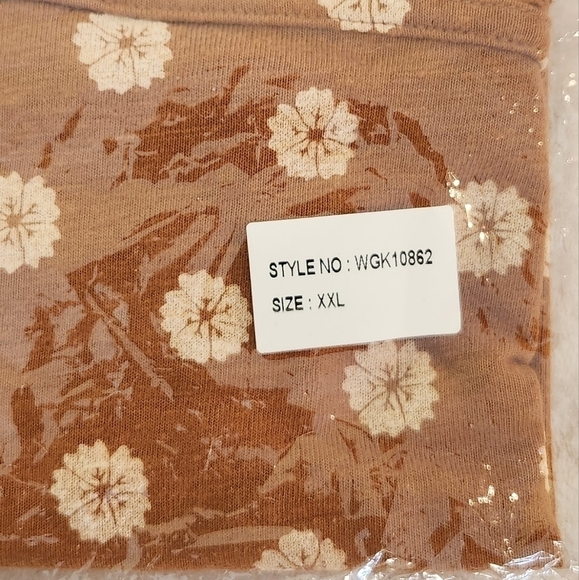 STYLE NO : WGK10862
SIZE : XXL